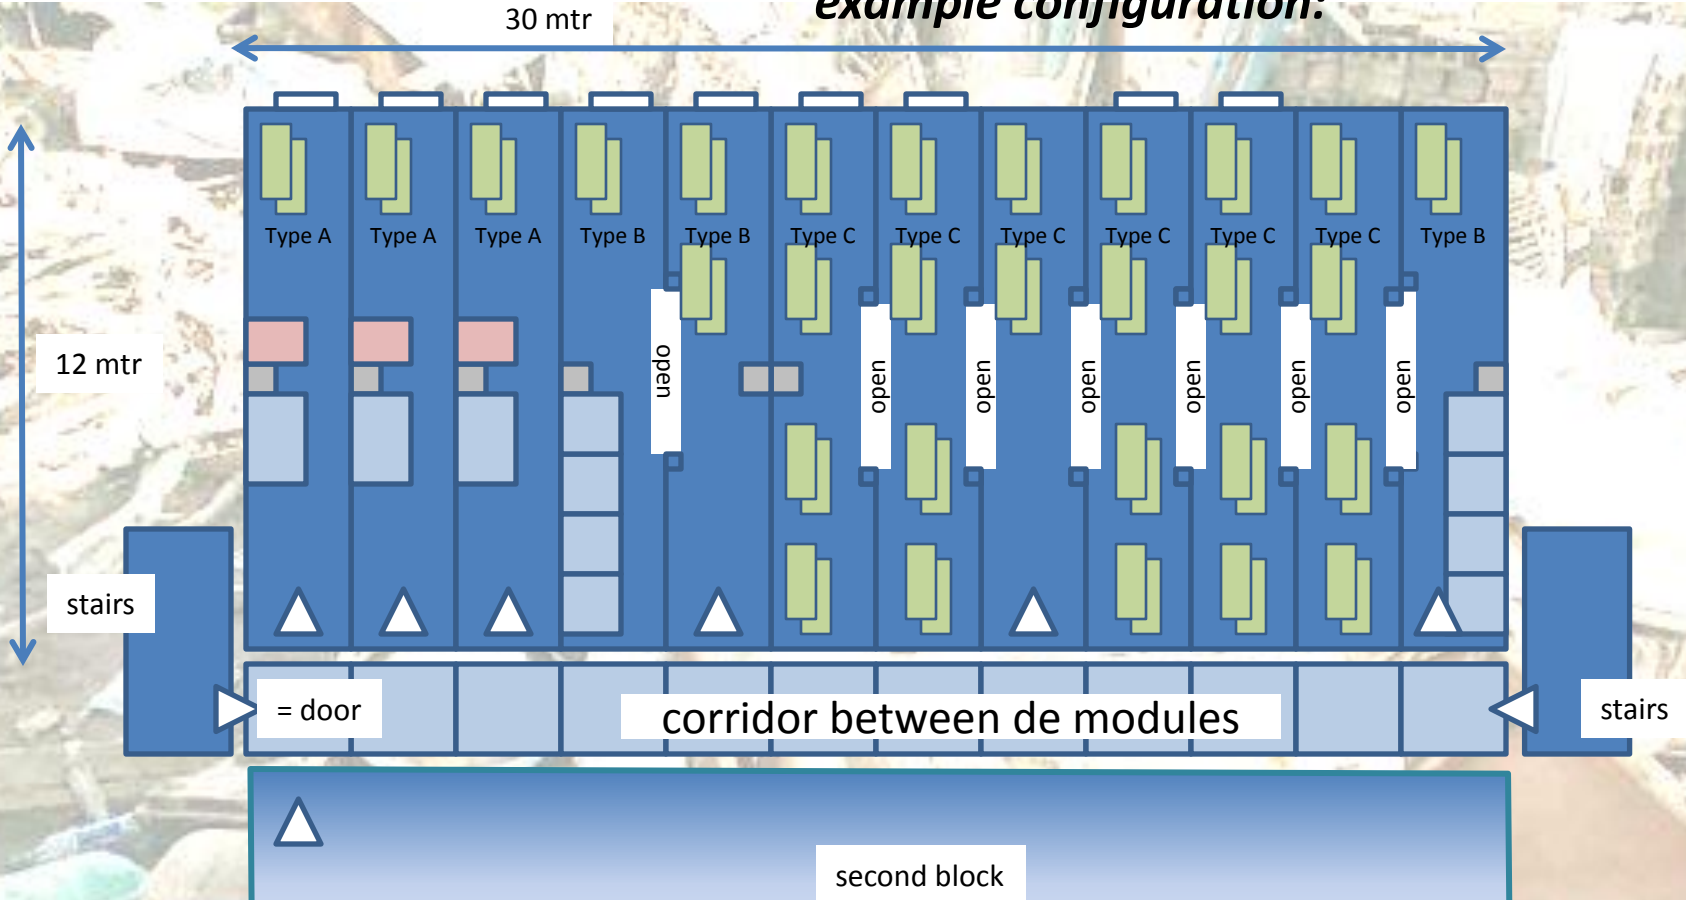 example configuration:
30 mtr
Type A
Type A
Type A
Type B
Type B
Type C
Type C
Type C
Type C
Type C
Type C
Type B
12 mtr
open
open
open
open
open
open
open
stairs
= door
corridor between de modules
stairs
second block